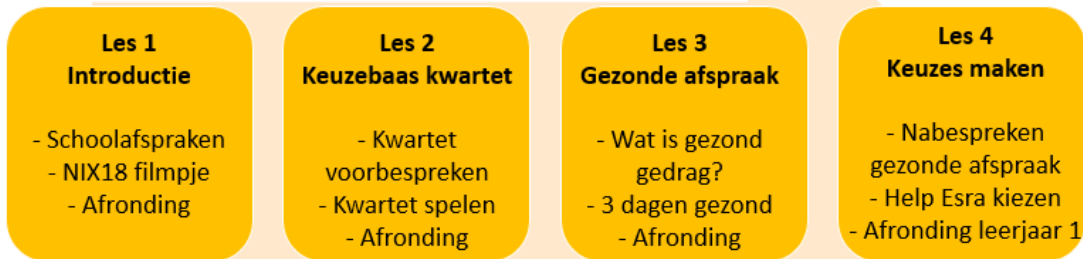 Les 1
Introductie
- Schoolafspraken
- NIX18 filmpje
- Afronding
Les 2
Keuzebaas kwartet
- Kwartet
voorbespreken
- Kwartet spelen
- Afronding
Les 3
Gezonde afspraak
- Wat is gezond
gedrag?
- 3 dagen gezond
- Afronding
Les 4
Keuzes maken
- Nabespreken
gezonde afspraak
- Help Esra kiezen
- Afronding leerjaar 1